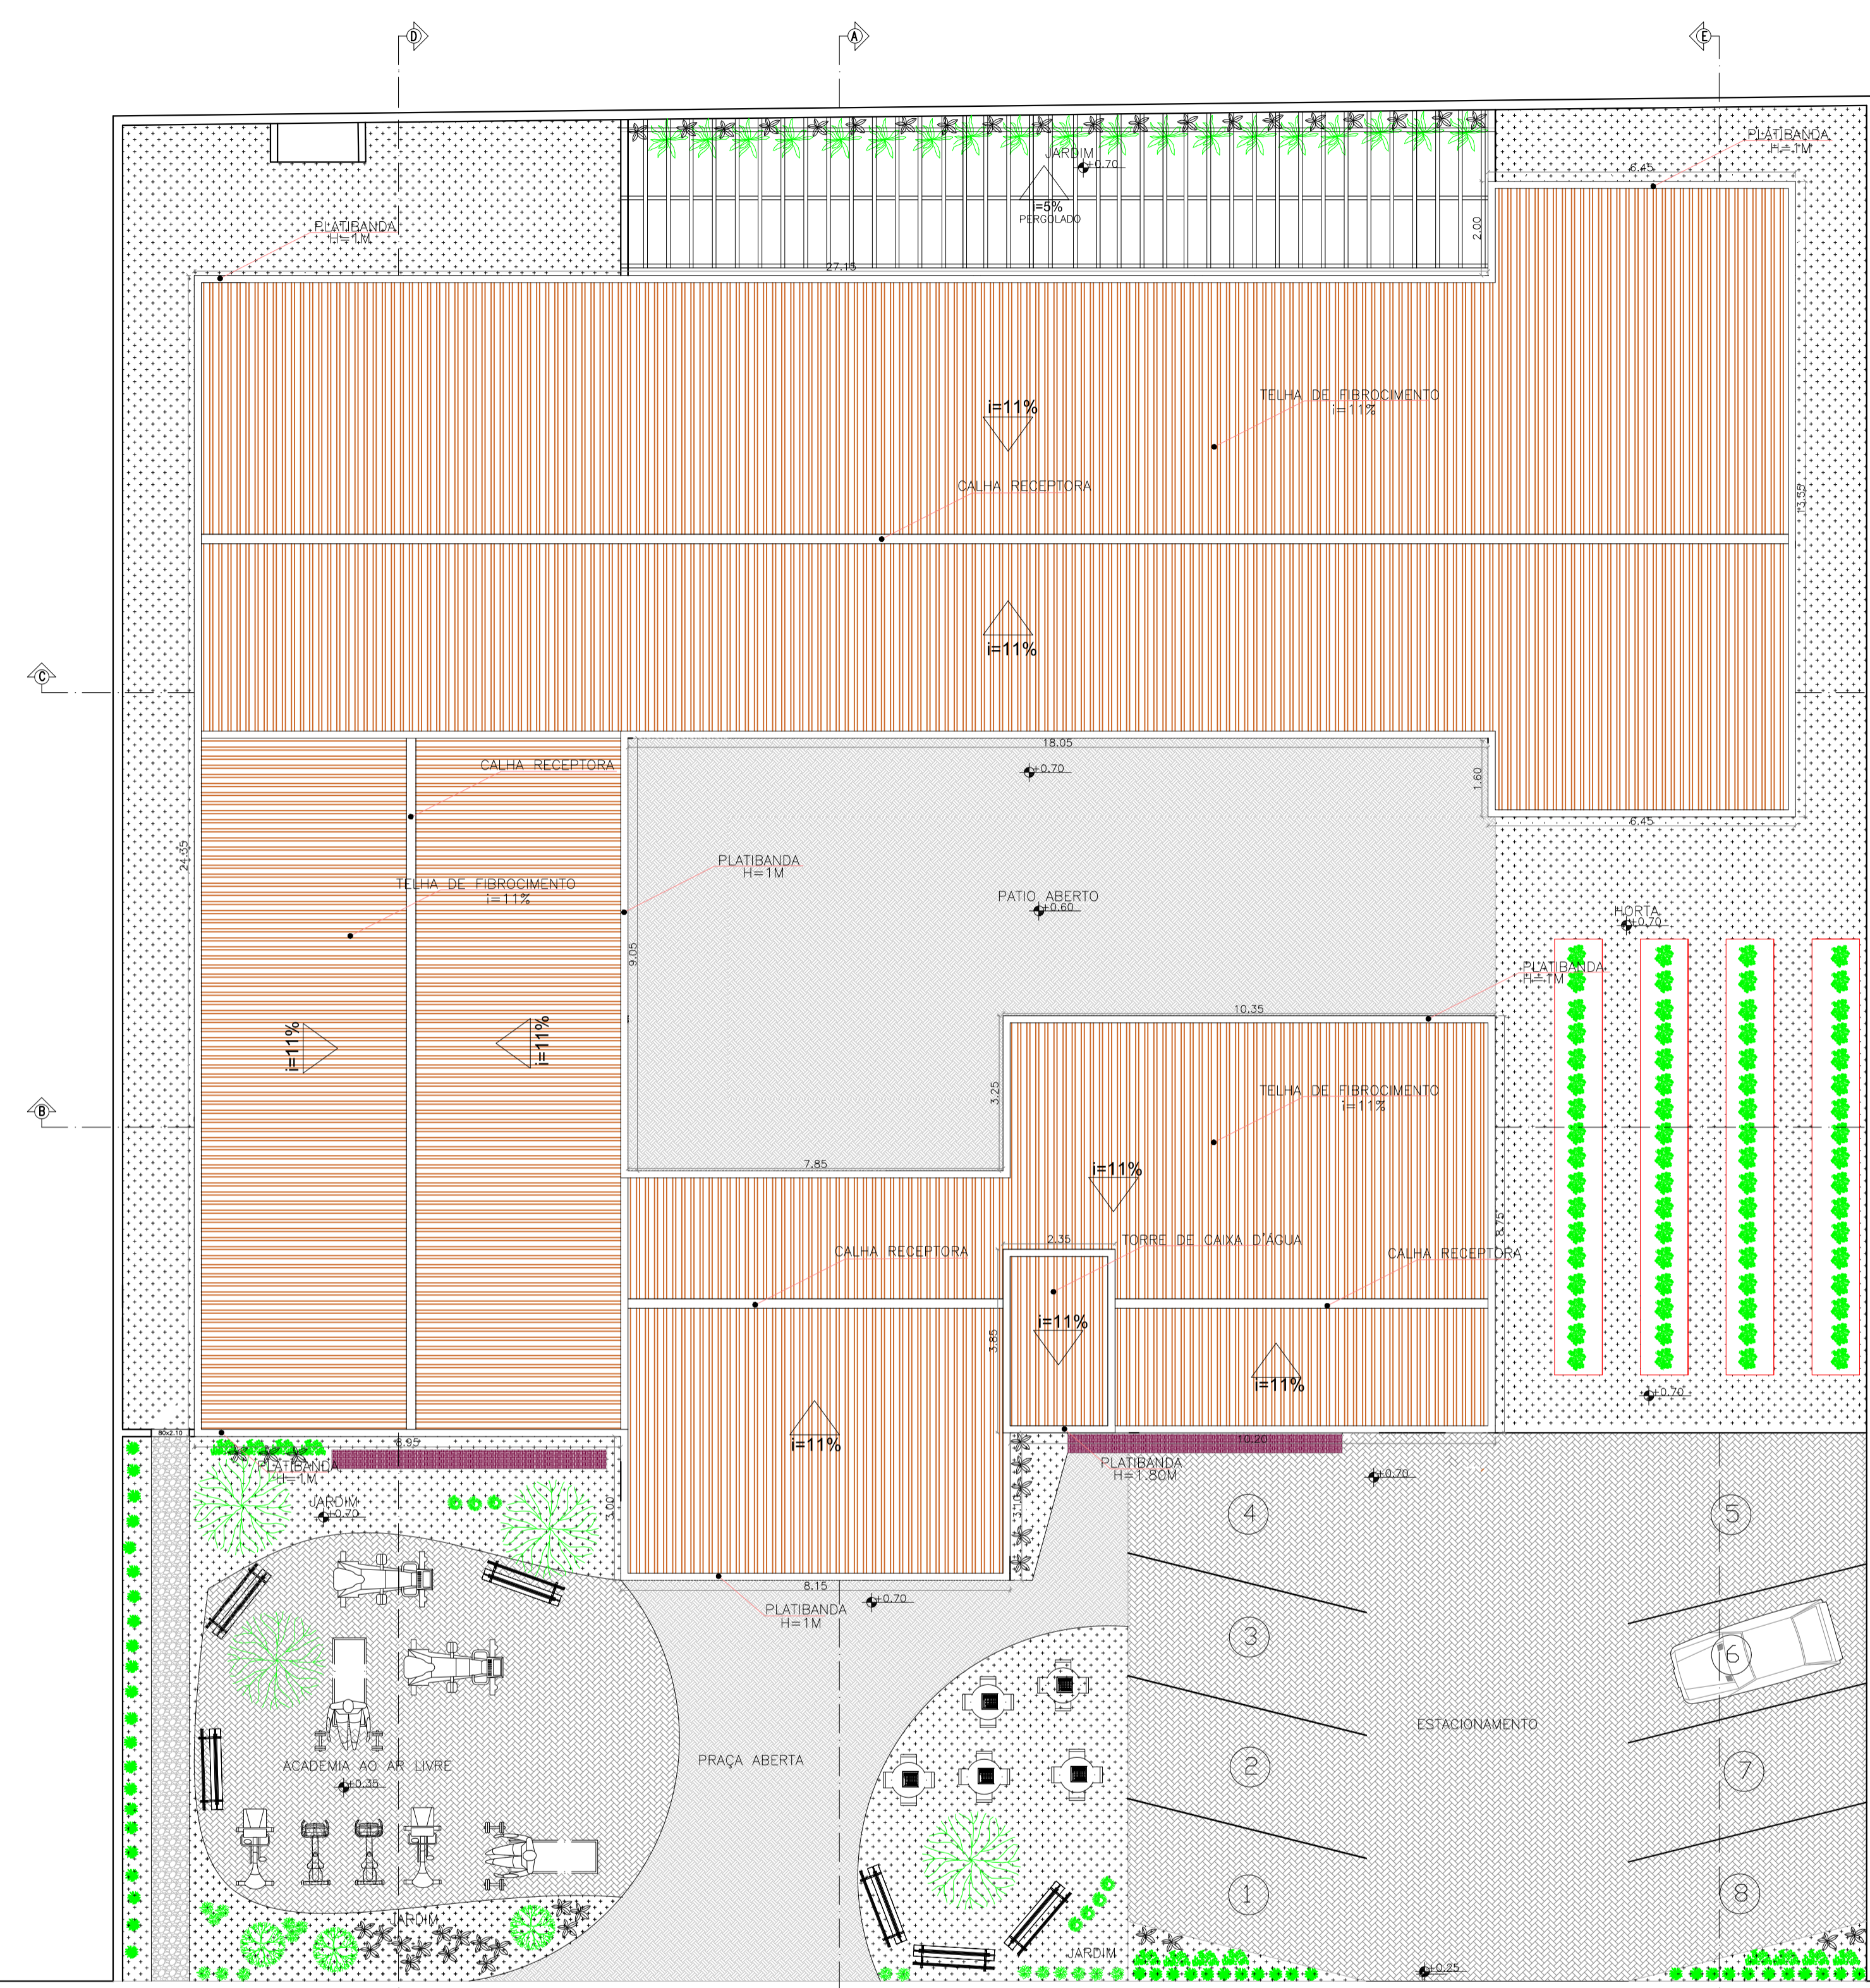 D
A
E
PLATIBANDA
H=1M
JARDIM
+0.70
6.45
i=5%
PERGOLADO
2.00
PLATIBANDA
H=1M
27.15
TELHA DE FIBROCIMENTO
i=11%
i=11%
CALHA RECEPTORA
13.35
i=11%
C
18.05
CALHA RECEPTORA
+0.70
1.60
6.45
24.35
PLATIBANDA
H=1M
TELHA DE FIBROCIMENTO
i=11%
PATIO ABERTO
+0.60
HORTA
+0.70
9.05
PLATIBANDA
H=1M
10.35
i=11%
i=11%
3.25
TELHA DE FIBROCIMENTO
i=11%
B
7.85
i=11%
8.75
2.35
TORRE DE CAIXA D'ÁGUA
CALHA RECEPTORA
CALHA RECEPTORA
i=11%
3.85
i=11%
+0.70
i=11%
80x2.10
8.95
10.20
PLATIBANDA
H=1M
PLATIBANDA
H=1.80M
+0.70
JARDIM
+0.70
3.00
3.10
4
5
8.15
+0.70
PLATIBANDA
H=1M
3
6
ESTACIONAMENTO
PRAÇA ABERTA
ACADEMIA AO AR LIVRE
+0.35
2
7
1
8
JARDIM
JARDIM
+0.25